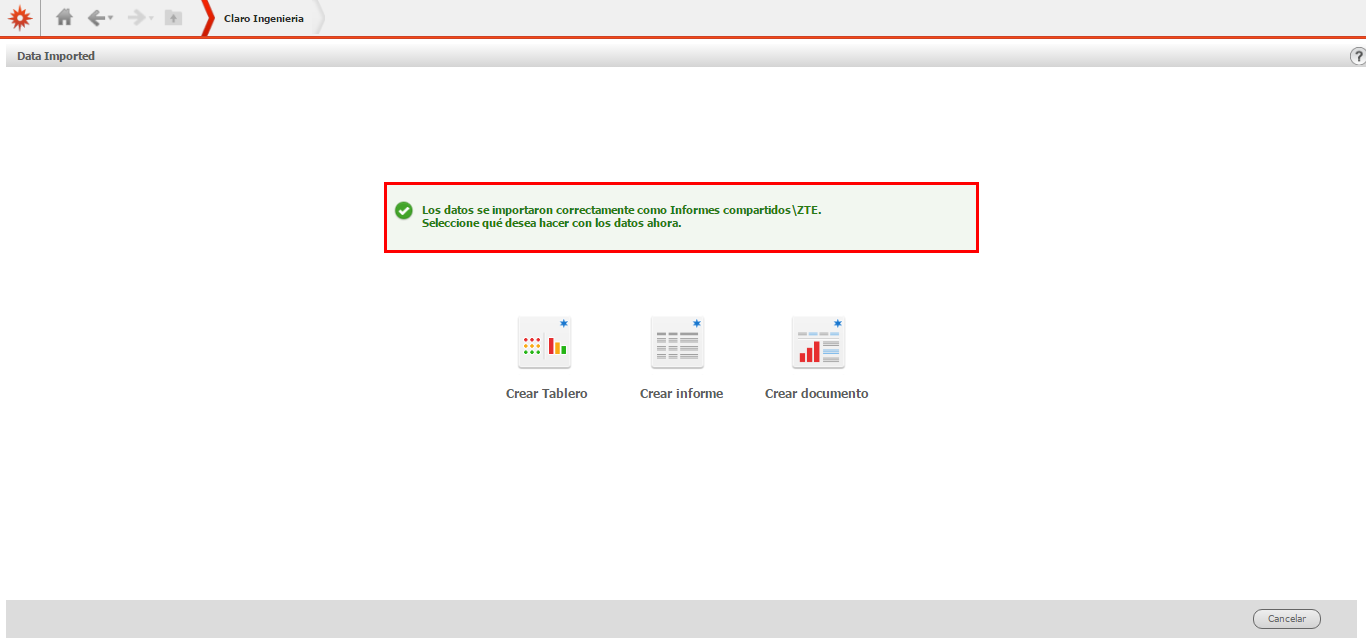 Claro Ingenieria
Data Imported
?
Los datos se importaron correctamente como Informes compartidos\ZTE.
Seleccione qué desea hacer con los datos ahora.
Crear Tablero
Crear informe
Crear documento
Cancelar